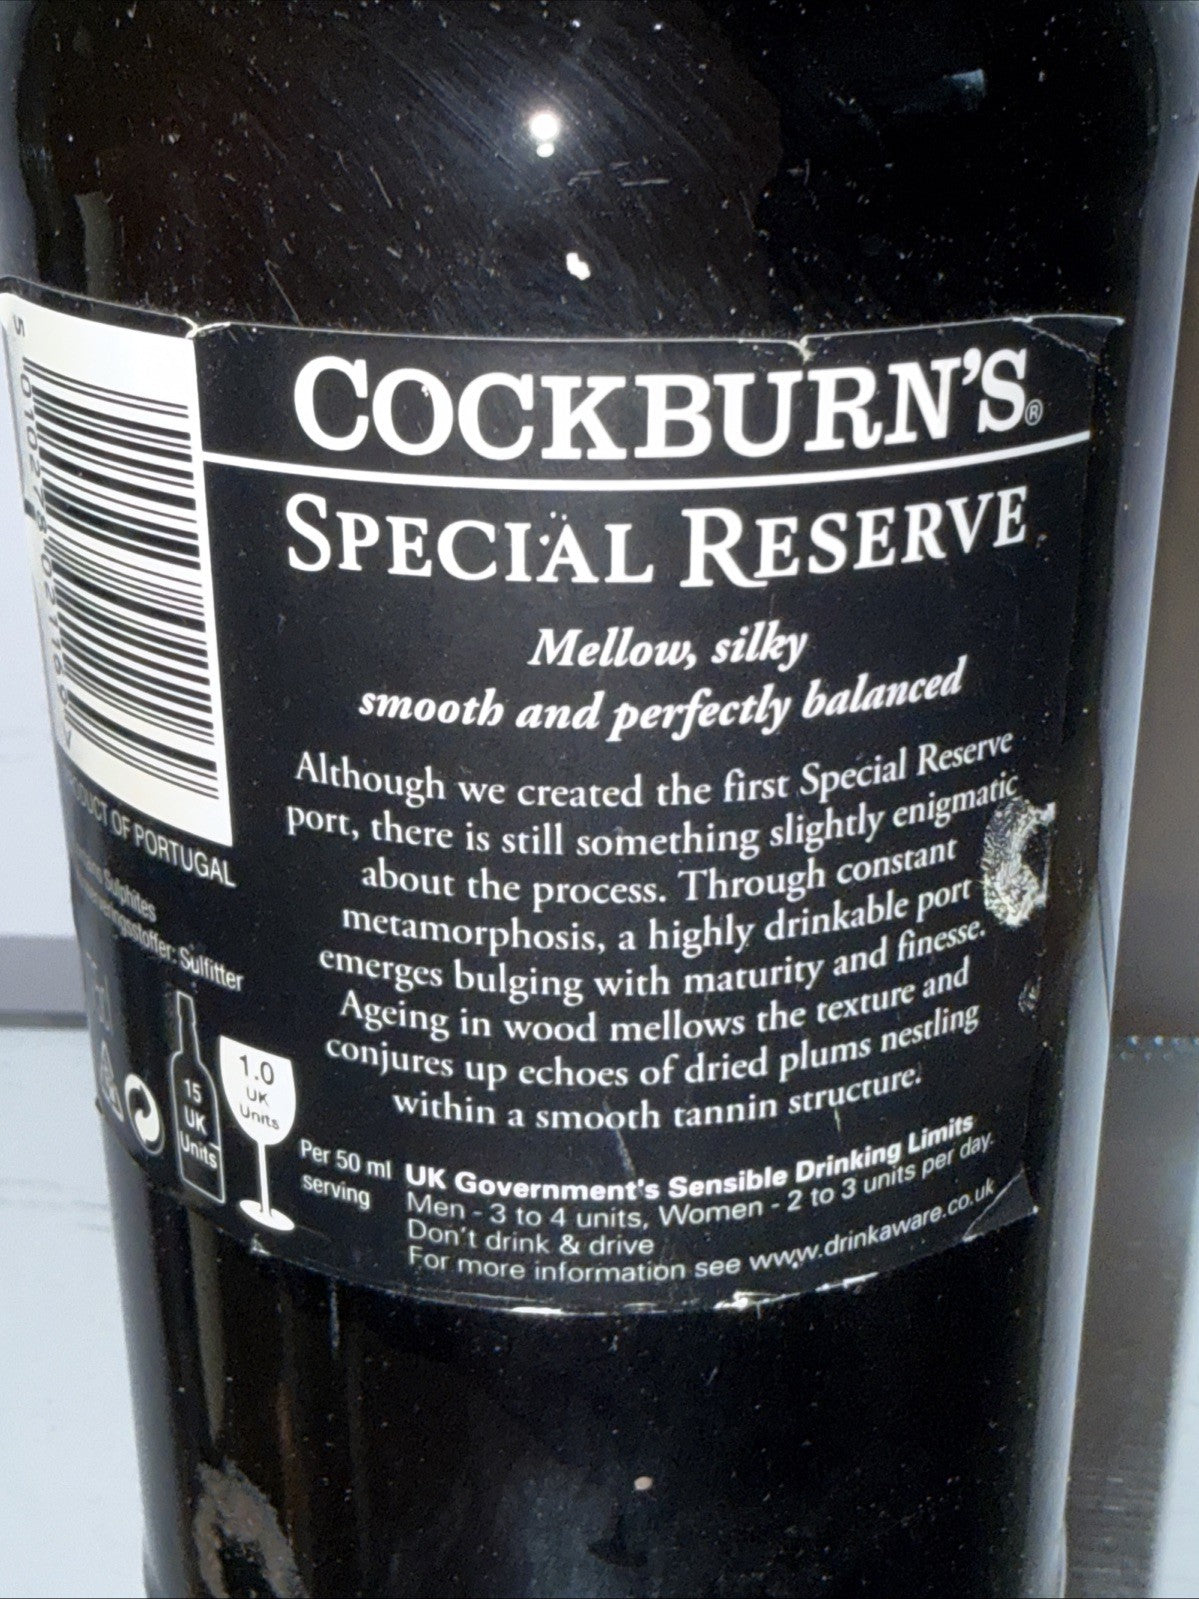 COCKBURN'S®
SPECIAL RESERVE
Mellow, silky
smooth and perfectly balanced
Although we created the first Special Reserve
port, there is still something slightly enigmatic
about the process. Through constant
metamorphosis, a highly drinkable port
emerges bulging with maturity and finesse.
Ageing in wood mellows the texture and
conjures up echoes of dried plums nestling
within a smooth tannin structure.
OF PORTUGAL
Sulphites
Sulfitter
15
UK
Units
1.0
UK
Units
Per 50 ml
serving
UK Government's Sensible Drinking Limits
Men - 3 to 4 units, Women - 2 to 3 units per day.
Don't drink & drive
For more information see www.drinkaware.co.uk